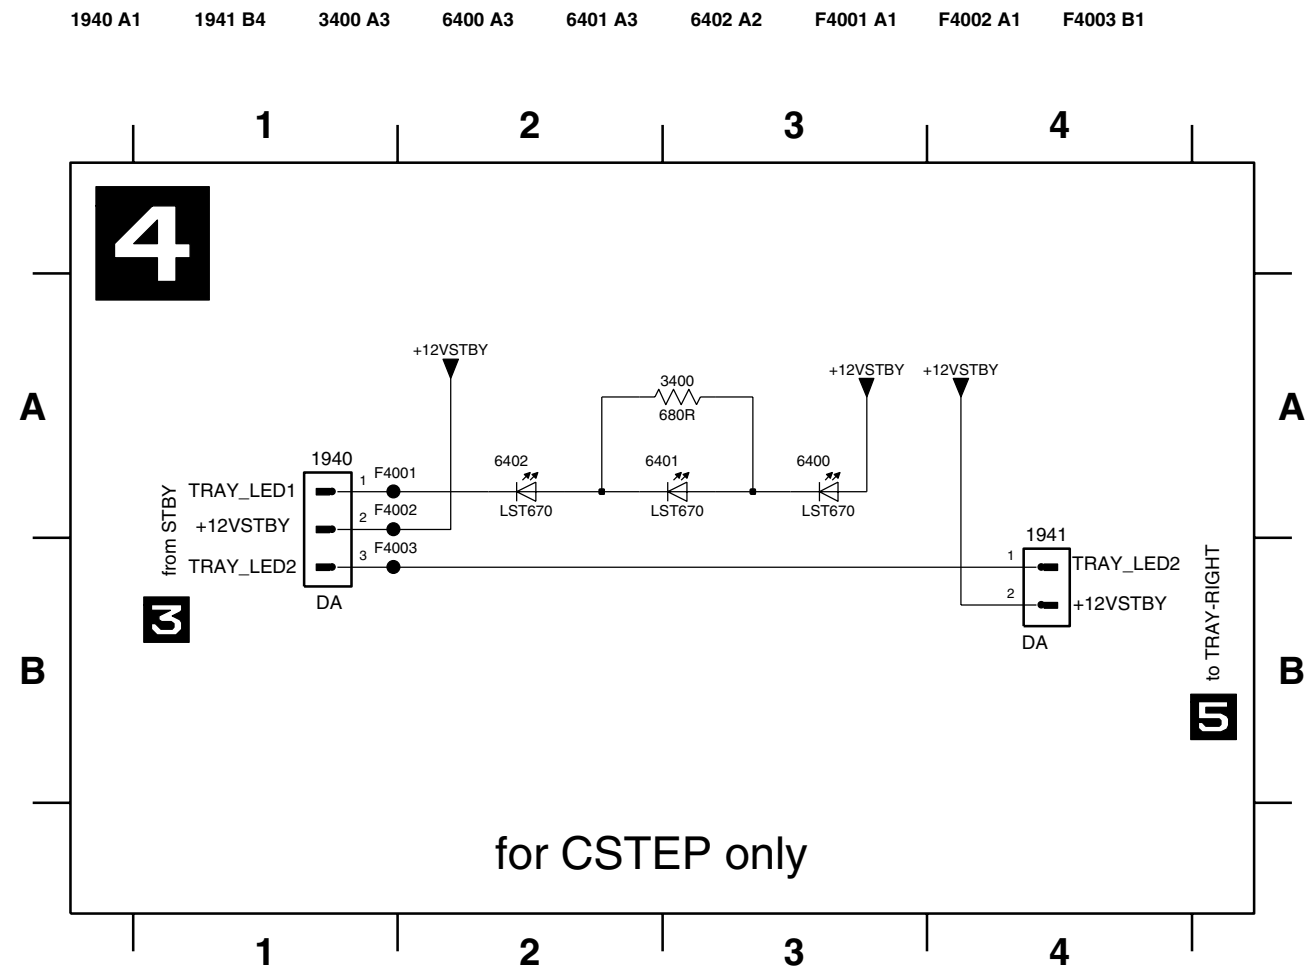 1940 A1 1941 B4 3400 A3 6400 A3 6401 A3 6402 A2 F4001 A1 F4002 A1 F4003 B1
1 2 3 4
4
+12VSTBY
+12VSTBY +12VSTBY
3400
A A
680R
1940 6402 6401 6400
TRAY_LED1 1 F4001
LST670 LST670 LST670
+12VSTBY 2 F4002
1941
TRAY_LED2 3 F4003
1 TRAY_LED2
2 +12VSTBY
DA
DA
from STBY
3
to TRAY-RIGHT
5
B B
for CSTEP only
1 2 3 4